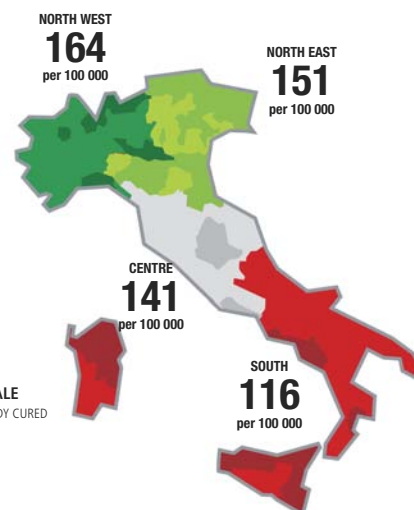 NORTH WEST
164
per 100 000
NORTH EAST
151
per 100 000
CENTRE
141
per 100 000
SOUTH
116
per 100 000
CURED